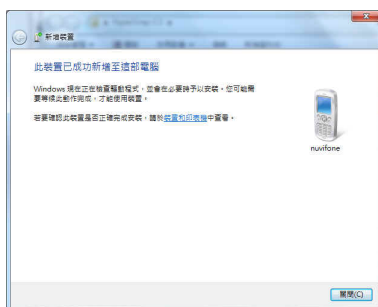 新增裝置
此裝置已成功新增至這部電腦
Windows 現在正在檢查驅動程式，並會在必要時予以安裝。您可能需
要等候此動作完成，才能使用裝置。
若要確認此裝置是否正確完成安裝，請於裝置和印表機中查看。
nuvifone
關閉(C)